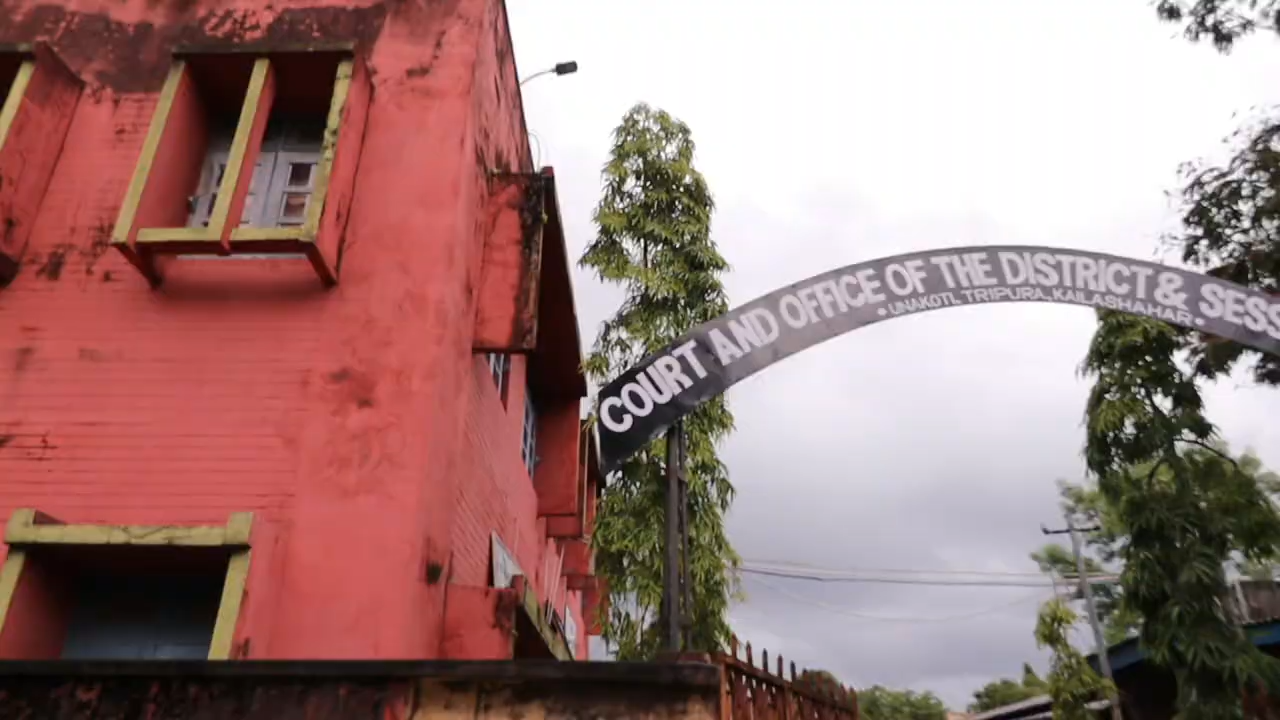 COURT AND OFFICE OF THE DISTRICT & SESS
• UNAKOTI, TRIPURA, KAILASHAHAR •